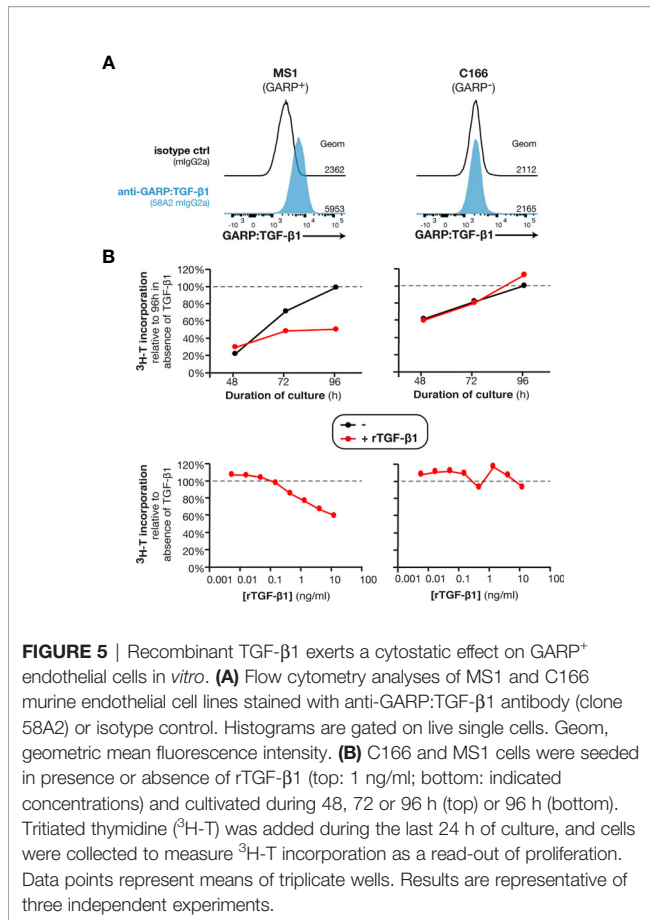 A
MS1
(GARP⁺)
C166
(GARP⁻)
isotype ctrl
(mIgG2a)
Geom
2362
Geom
2112
anti-GARP:TGF-β1
(58A2 mIgG2a)
5953
2165
-10³ 0 10³ 10⁴ 10⁵
-10³ 0 10³ 10⁴ 10⁵
GARP:TGF-β1
GARP:TGF-β1
B
³H-T incorporation
relative to 96h in
absence of TGF-β1
120%
100%
80%
60%
40%
20%
0%
48 72 96
48 72 96
Duration of culture (h)
Duration of culture (h)
-
+ rTGF-β1
³H-T incorporation
relative to
absence of TGF-β1
120%
100%
80%
60%
40%
20%
0%
0.001 0.01 0.1 1 10 100
0.001 0.01 0.1 1 10 100
[rTGF-β1] (ng/ml)
[rTGF-β1] (ng/ml)
FIGURE 5 | Recombinant TGF-β1 exerts a cytostatic effect on GARP⁺
endothelial cells in vitro. (A) Flow cytometry analyses of MS1 and C166
murine endothelial cell lines stained with anti-GARP:TGF-β1 antibody (clone
58A2) or isotype control. Histograms are gated on live single cells. Geom,
geometric mean fluorescence intensity. (B) C166 and MS1 cells were seeded
in presence or absence of rTGF-β1 (top: 1 ng/ml; bottom: indicated
concentrations) and cultivated during 48, 72 or 96 h (top) or 96 h (bottom).
Tritiated thymidine (³H-T) was added during the last 24 h of culture, and cells
were collected to measure ³H-T incorporation as a read-out of proliferation.
Data points represent means of triplicate wells. Results are representative of
three independent experiments.